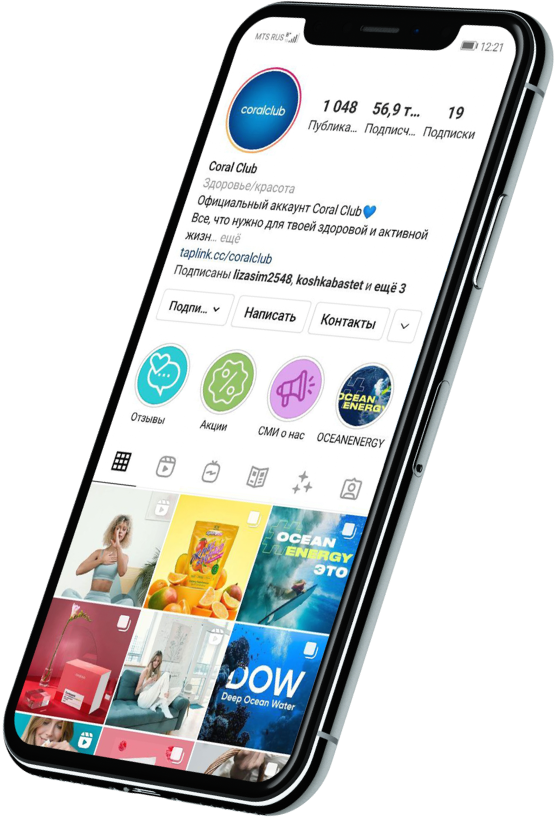 MTS RUS
12:21
coralclub
1 048 56,9 т... 19
Публика... Подписч... Подписки
Coral Club
Здоровье/красота
Официальный аккаунт Coral Club💙
Все, что нужно для твоей здоровой и активной
жизн... ещё
taplink.cc/coralclub
Подписаны lizasim2548, koshkabastet и ещё 3
Подпи... Написать Контакты
OCEAN
ENERGY
Отзывы Акции СМИ о нас OCEANENERGY
OCEAN
ENERGY
ЭТО
DOW
Deep Ocean Water